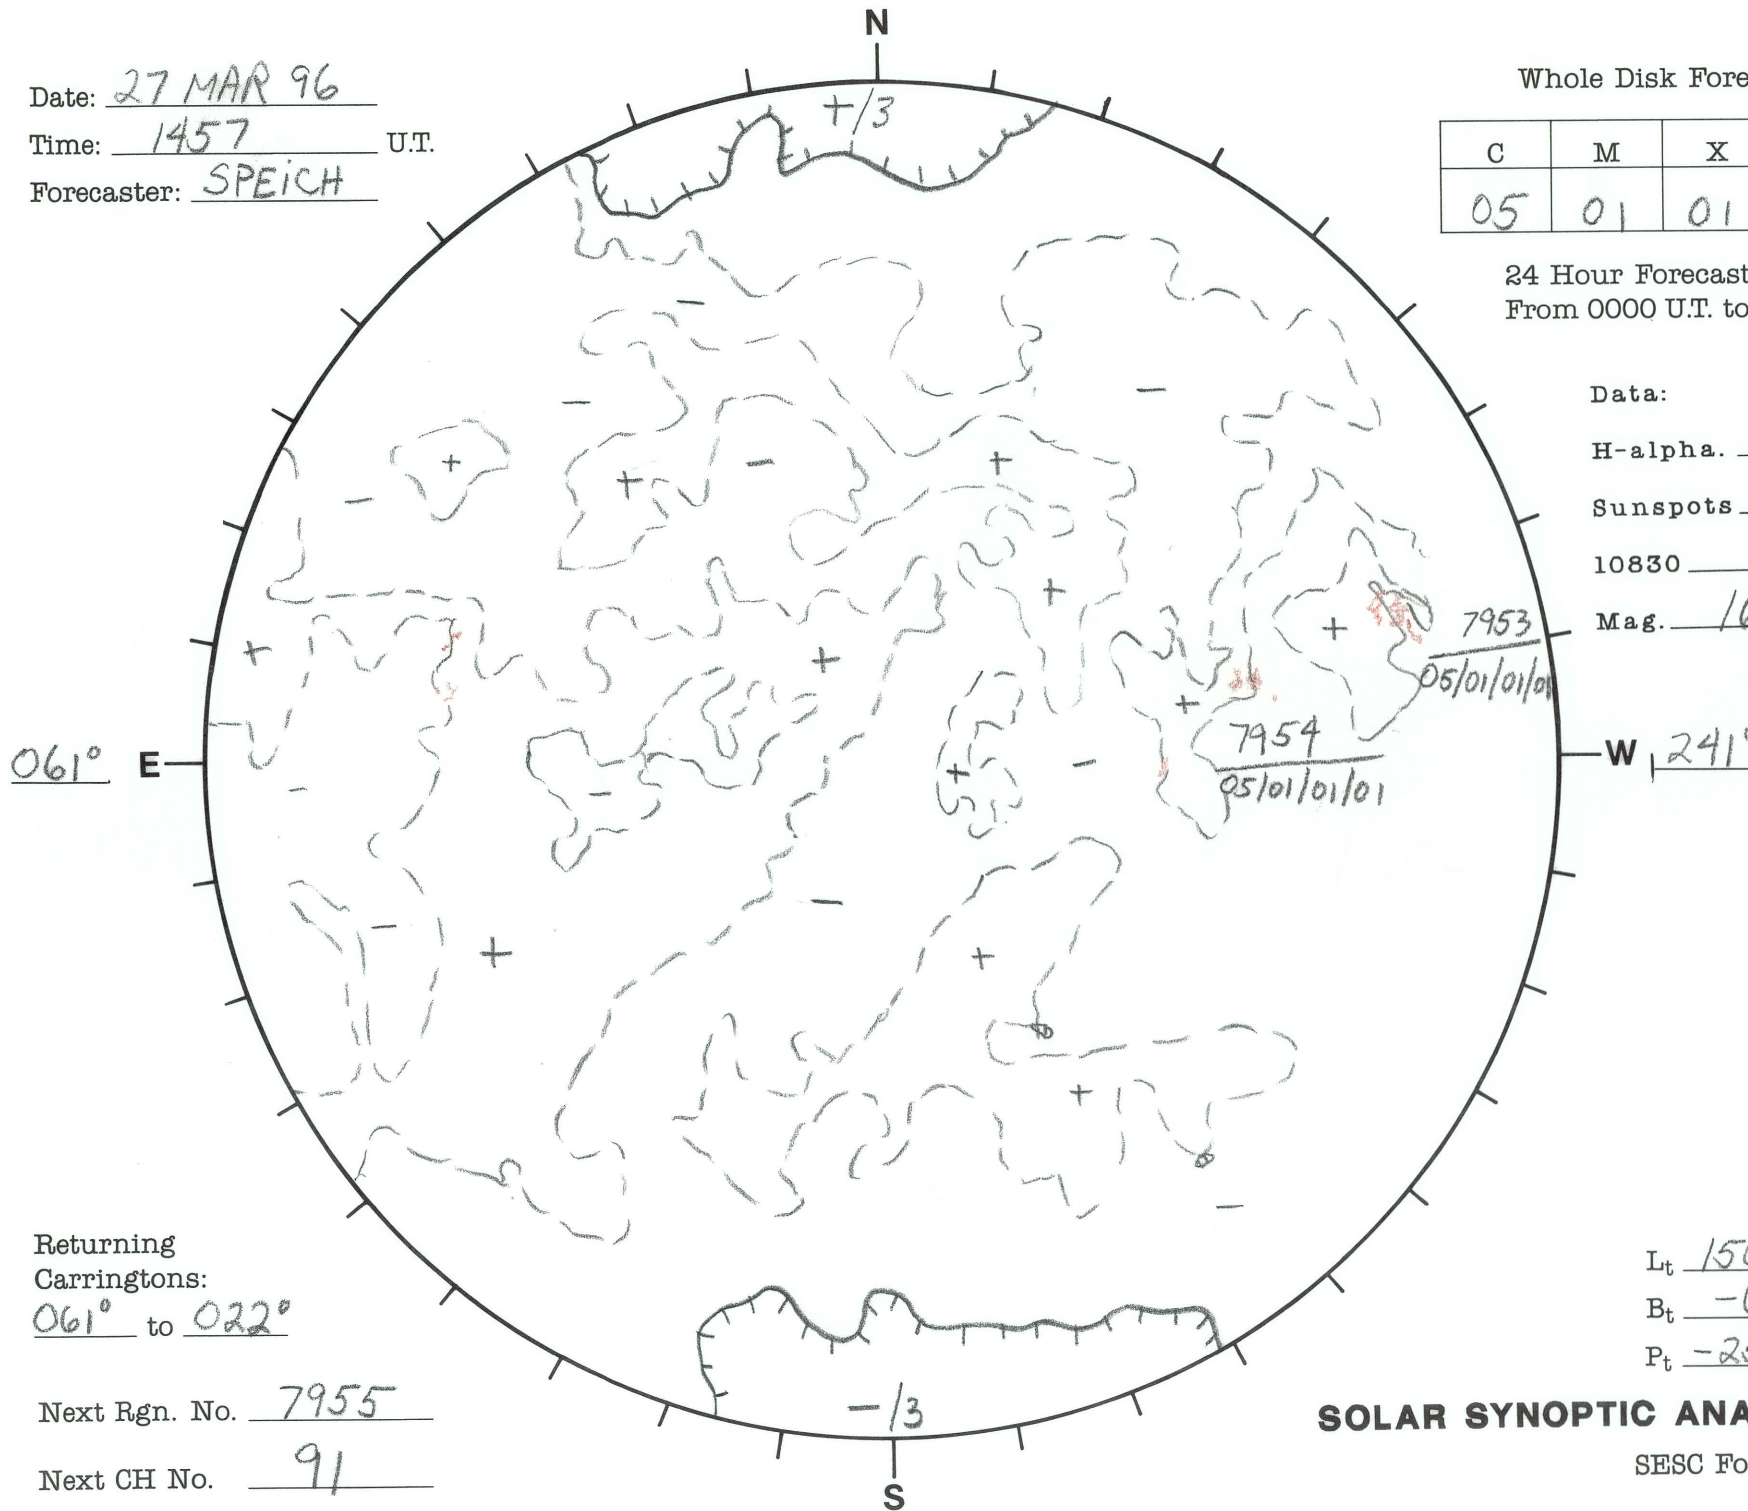 N
Date: 27 MAR 96
Time: 1457 U.T.
Forecaster: SPEICH
Whole Disk Fore
C M X
05 01 01
24 Hour Forecast
From 0000 U.T. to
Data:
H-alpha.
Sunspots
10830
Mag. 16
+/3
7953
05/01/01/01
7954
05/01/01/01
061° E
W 241°
Returning
Carringtons:
061° to 022°
Next Rgn. No. 7955
Next CH No. 91
-/3
S
Lt 150
Bt
Pt
SOLAR SYNOPTIC ANA
SESC Fo